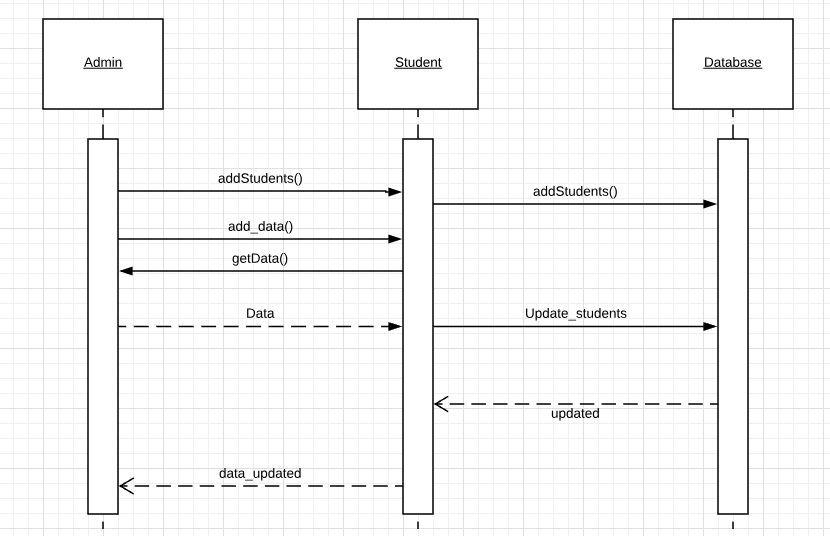 Admin
Student
Database
addStudents()
addStudents()
add_data()
getData()
Data
Update_students
updated
data_updated